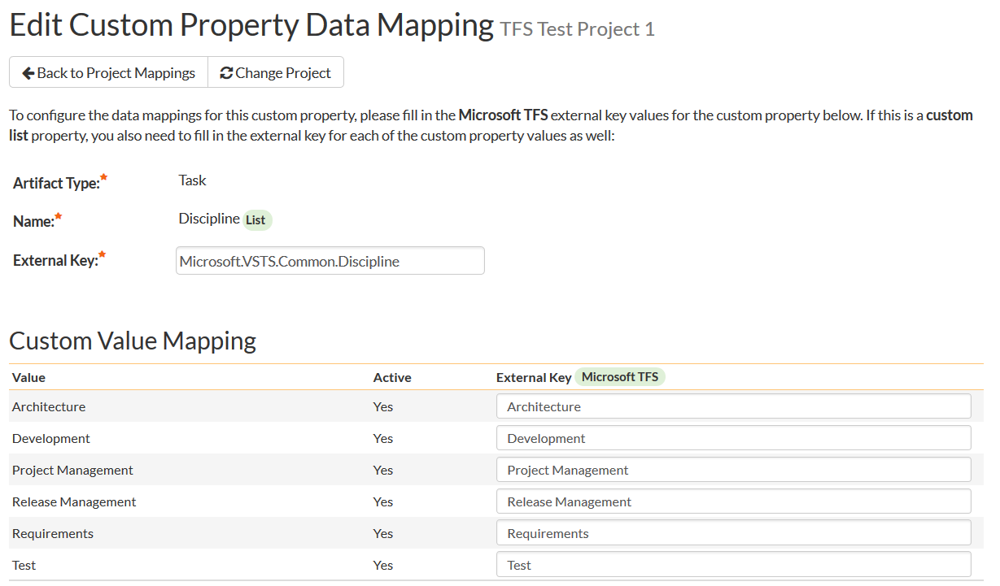 Edit Custom Property Data Mapping TFS Test Project 1
Back to Project Mappings Change Project
To configure the data mappings for this custom property, please fill in the Microsoft TFS external key values for the custom property below. If this is a custom
list property, you also need to fill in the external key for each of the custom property values as well:
Artifact Type:* Task
Name:* Discipline List
External Key:* Microsoft.VSTS.Common.Discipline
Custom Value Mapping
Value Active External Key Microsoft TFS
Architecture Yes Architecture
Development Yes Development
Project Management Yes Project Management
Release Management Yes Release Management
Requirements Yes Requirements
Test Yes Test